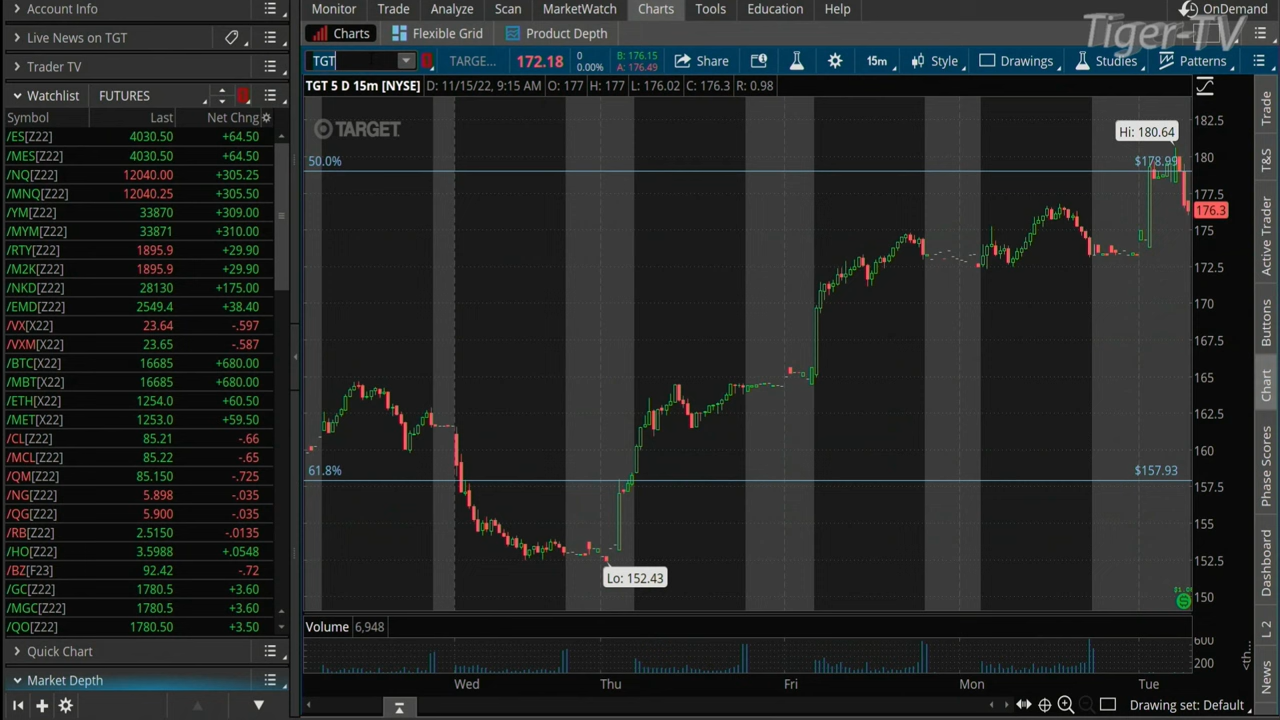 Account Info
Monitor Trade Analyze Scan MarketWatch Charts Tools Education Help
OnDemand
Tiger-TV
Live News on TGT
Charts Flexible Grid Product Depth
Trader TV
TGT TARGE... 172.18 0 0.00% B: 176.15 A: 176.49 Share 15m Style Drawings Studies Patterns
Watchlist FUTURES
TGT 5 D 15m [NYSE] D: 11/15/22, 9:15 AM O: 177 H: 177 L: 176.02 C: 176.3 R: 0.98
Symbol Last Net Chng
/ES[Z22] 4030.50 +64.50
/MES[Z22] 4030.50 +64.50
/NQ[Z22] 12040.00 +305.25
/MNQ[Z22] 12040.25 +305.50
/YM[Z22] 33870 +309.00
/MYM[Z22] 33871 +310.00
/RTY[Z22] 1895.9 +29.90
/M2K[Z22] 1895.9 +29.90
/NKD[Z22] 28130 +175.00
/EMD[Z22] 2549.4 +38.40
/VX[X22] 23.64 -.597
/VXM[X22] 23.65 -.587
/BTC[X22] 16685 +680.00
/MBT[X22] 16685 +680.00
/ETH[X22] 1254.0 +60.50
/MET[X22] 1253.0 +59.50
/CL[Z22] 85.21 -.66
/MCL[Z22] 85.22 -.65
/QM[Z22] 85.150 -.725
/NG[Z22] 5.898 -.035
/QG[Z22] 5.900 -.035
/RB[Z22] 2.5150 -.0135
/HO[Z22] 3.5988 +.0548
/BZ[F23] 92.42 -.72
/GC[Z22] 1780.5 +3.60
/MGC[Z22] 1780.5 +3.60
/QO[Z22] 1780.50 +3.50
Quick Chart
Market Depth
TARGET
Hi: 180.64
50.0% $178.99
61.8% $157.93
Lo: 152.43
182.5
180
177.5
176.3
175
172.5
170
167.5
165
162.5
160
157.5
155
152.5
150
Volume 6,948
600
200
Wed Thu Fri Mon Tue
Drawing set: Default
Trade
T&S
Active Trader
Buttons
Chart
Phase Scores
Dashboard
L 2
News